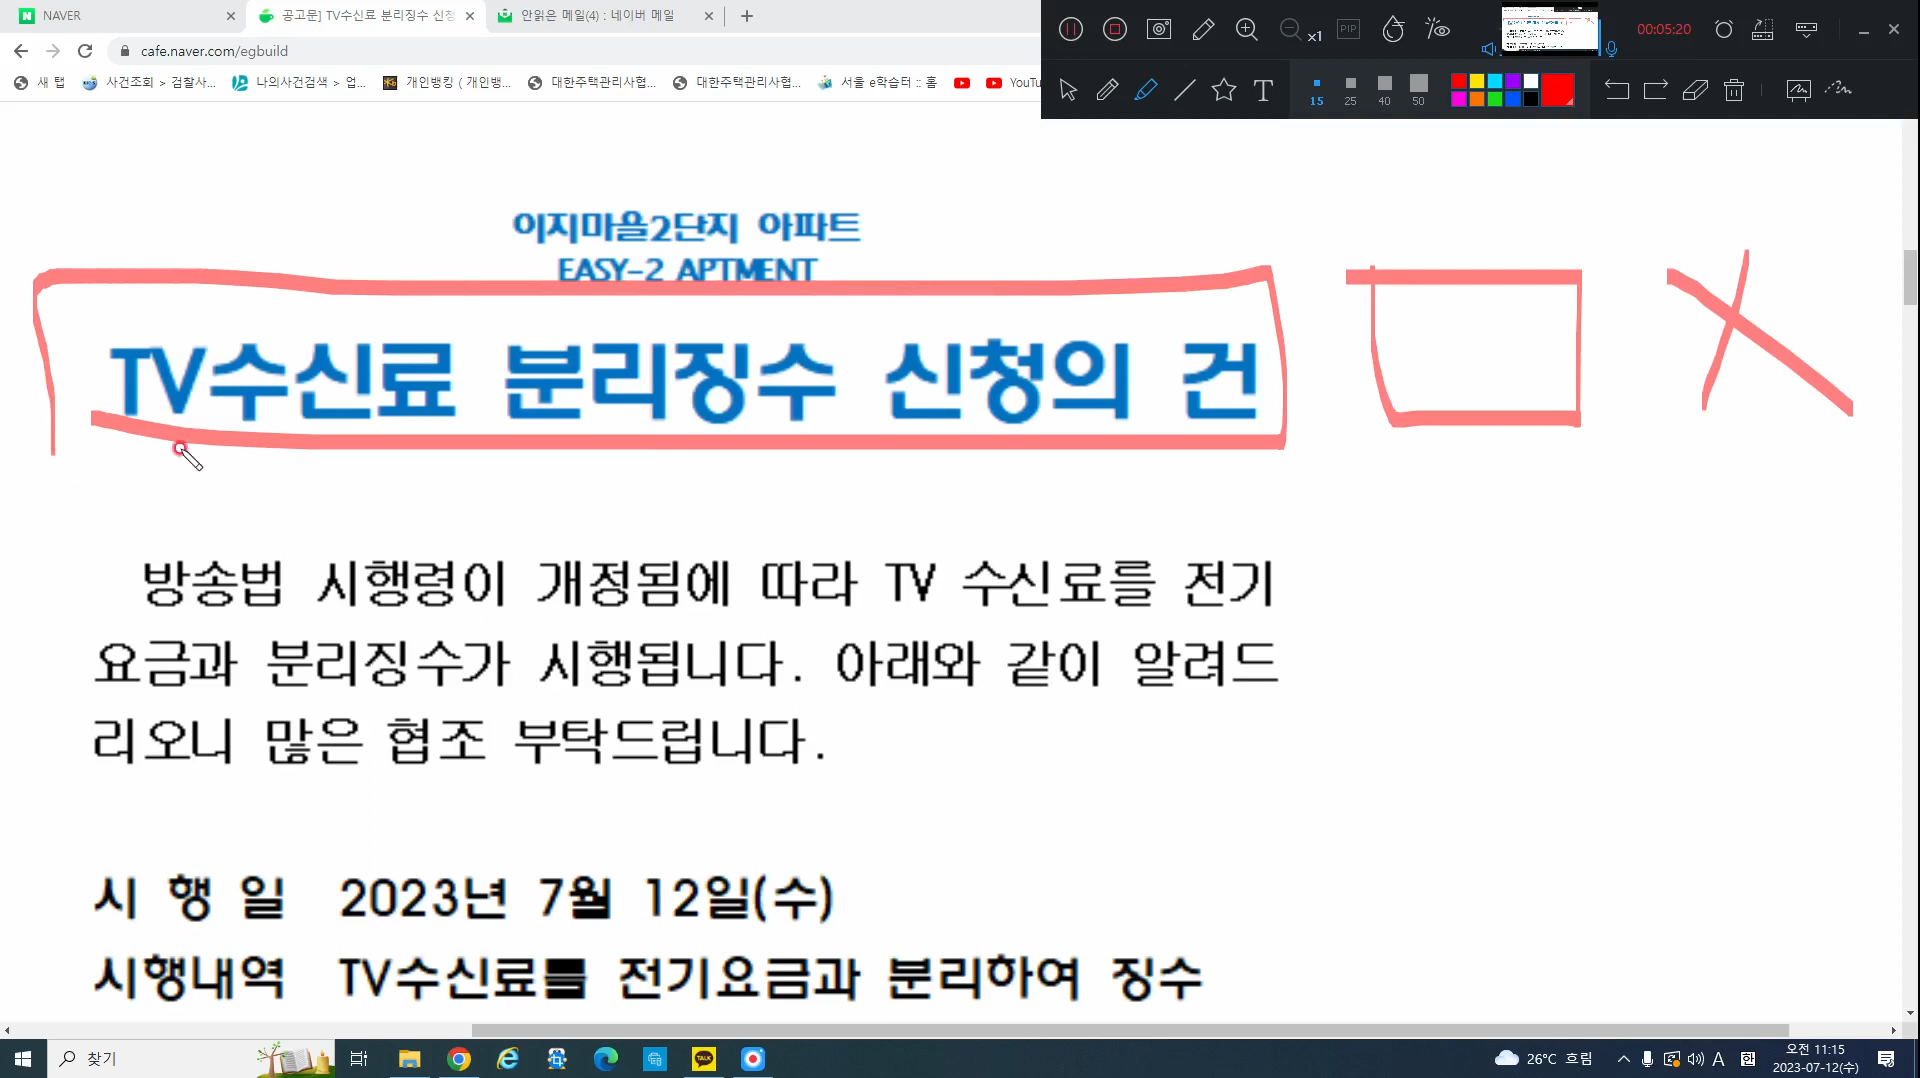 NAVER
공고문] TV수신료 분리징수 신청
안읽은 메일(4) : 네이버 메일
cafe.naver.com/egbuild
새 탭
사건조회 > 검찰사...
나의사건검색 > 업...
개인뱅킹 ( 개인뱅...
대한주택관리사협...
대한주택관리사협...
서울 e학습터 :: 홈
YouTu
x1
PIP
00:05:20
15 25 40 50
이지마을2단지 아파트
EASY-2 APTMENT
TV수신료 분리징수 신청의 건
방송법 시행령이 개정됨에 따라 TV 수신료를 전기
요금과 분리징수가 시행됩니다. 아래와 같이 알려드
리오니 많은 협조 부탁드립니다.
시 행 일 2023년 7월 12일(수)
시행내역 TV수신료를 전기요금과 분리하여 징수
찾기
TALK
26°C 흐림
A
한
오전 11:15
2023-07-12(수)